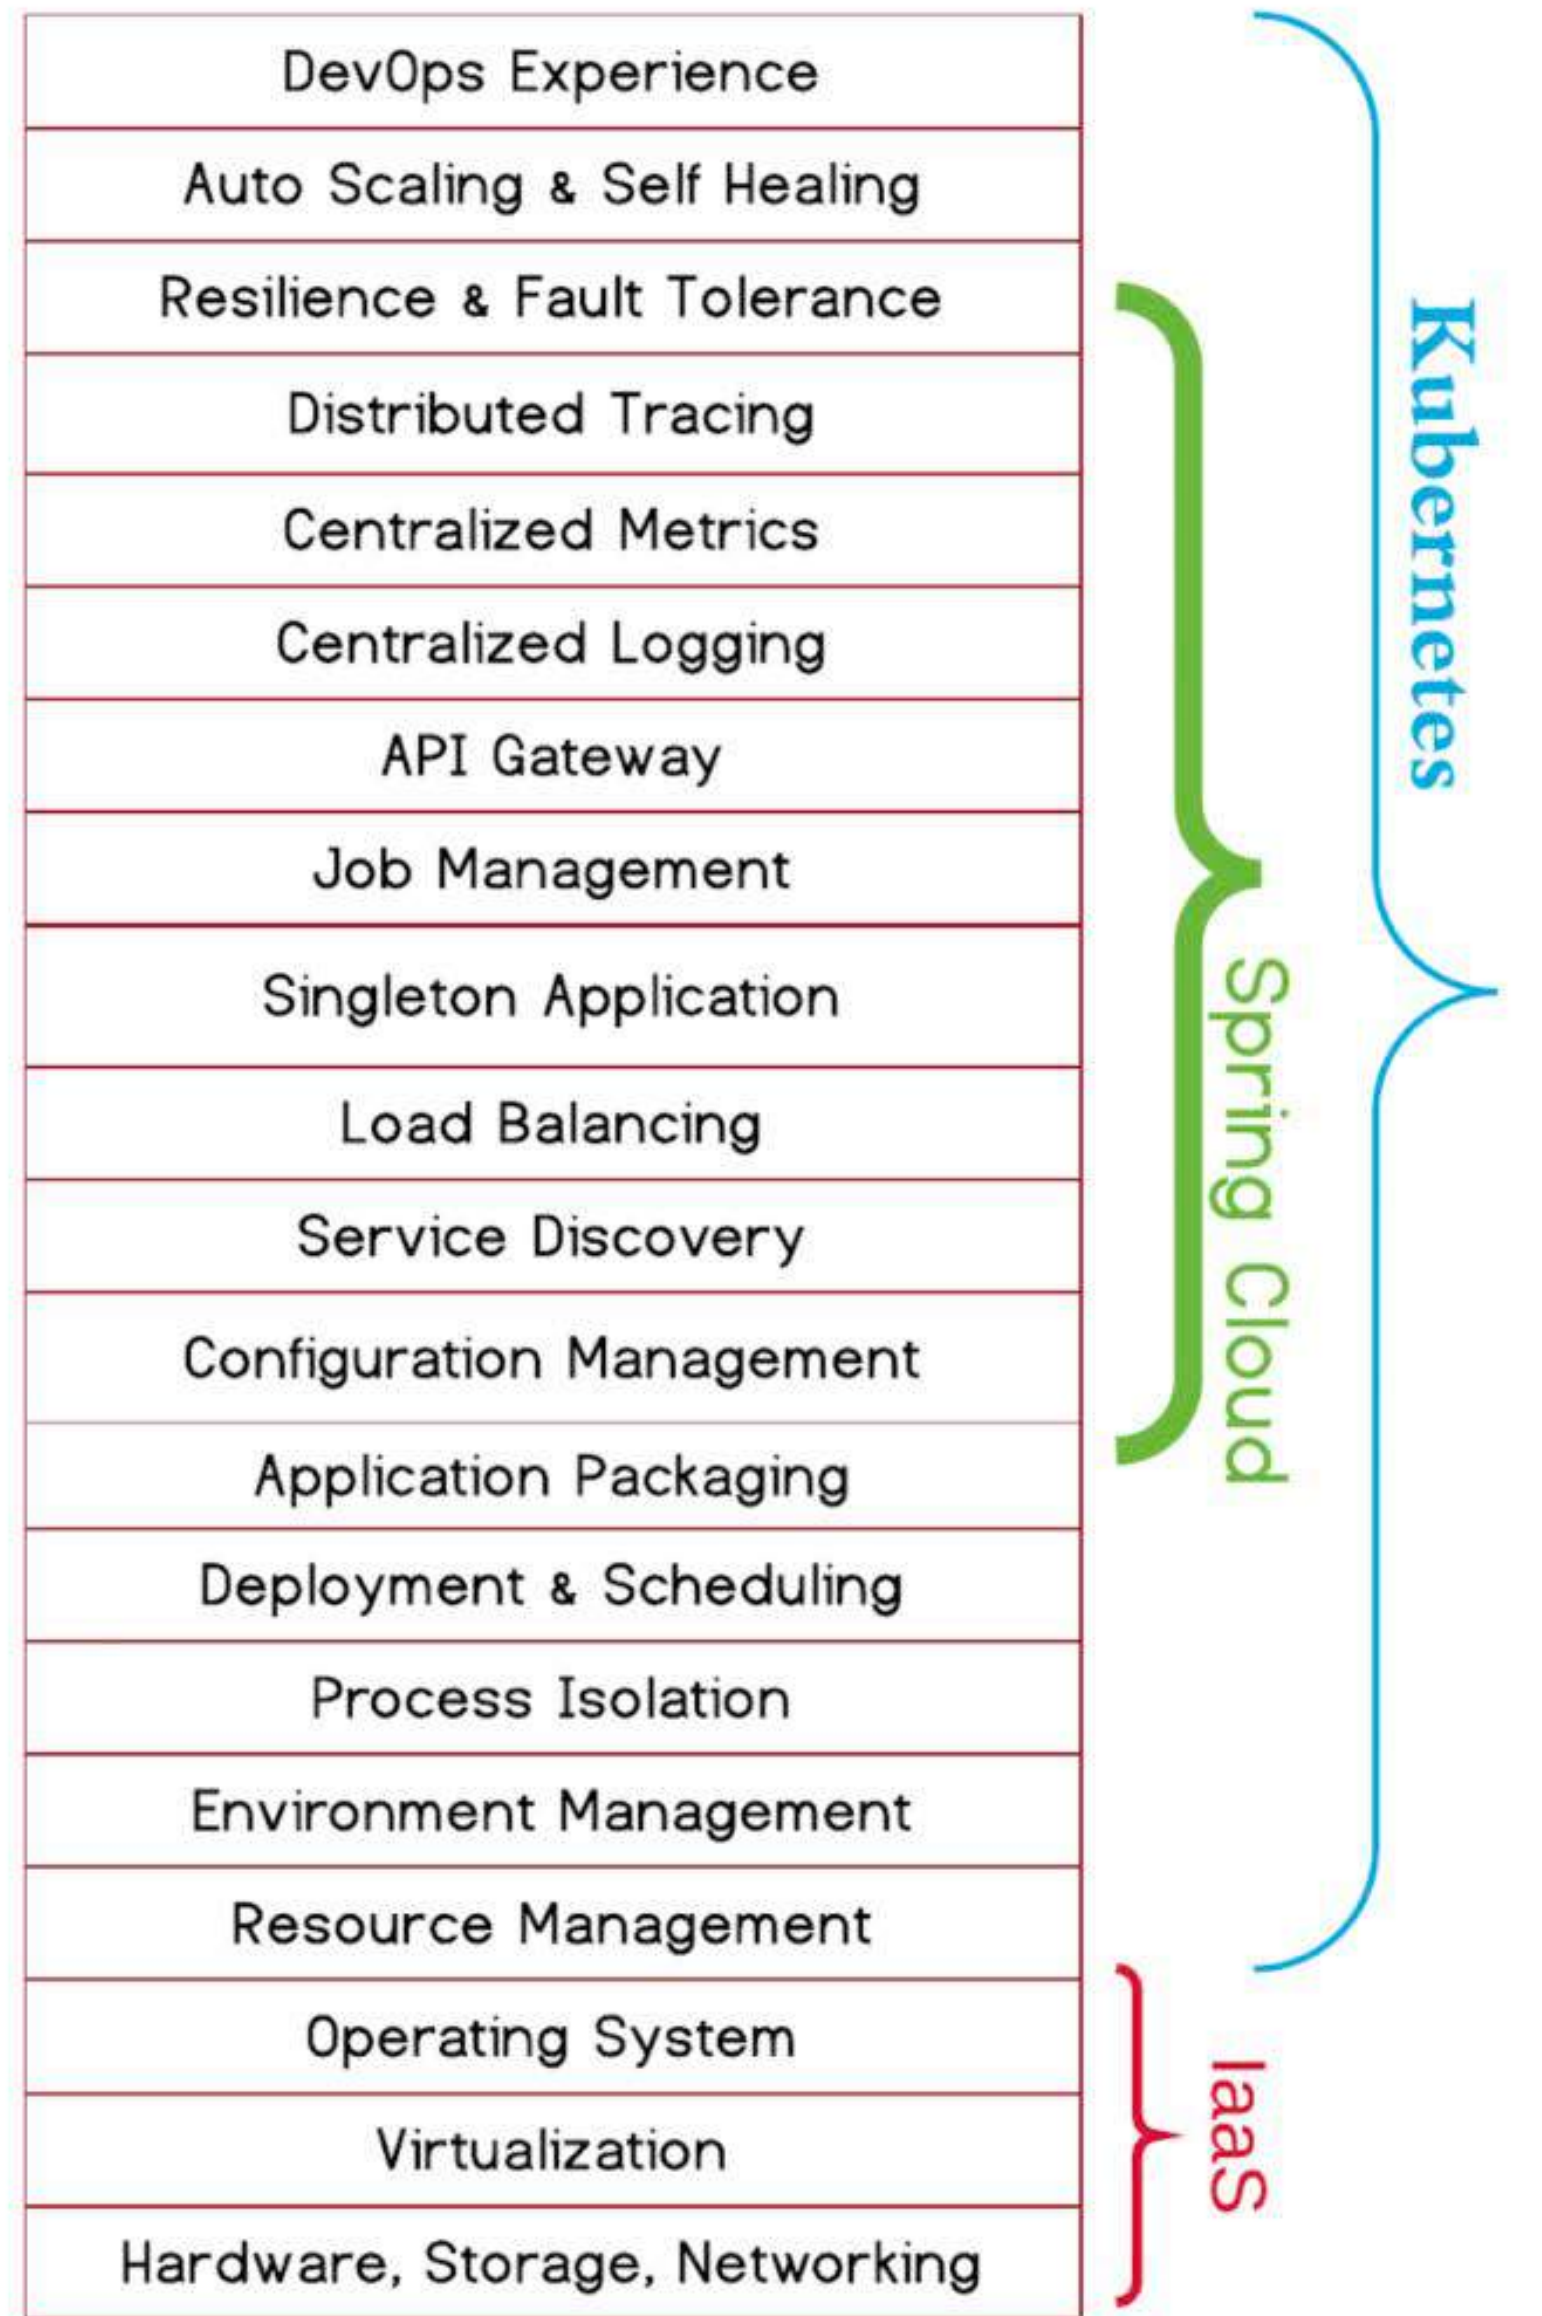 DevOps Experience
Auto Scaling & Self Healing
Resilience & Fault Tolerance
Distributed Tracing
Centralized Metrics
Centralized Logging
API Gateway
Job Management
Singleton Application
Load Balancing
Service Discovery
Configuration Management
Application Packaging
Deployment & Scheduling
Process Isolation
Environment Management
Resource Management
Operating System
Virtualization
Hardware, Storage, Networking
Spring Cloud
Kubernetes
IaaS